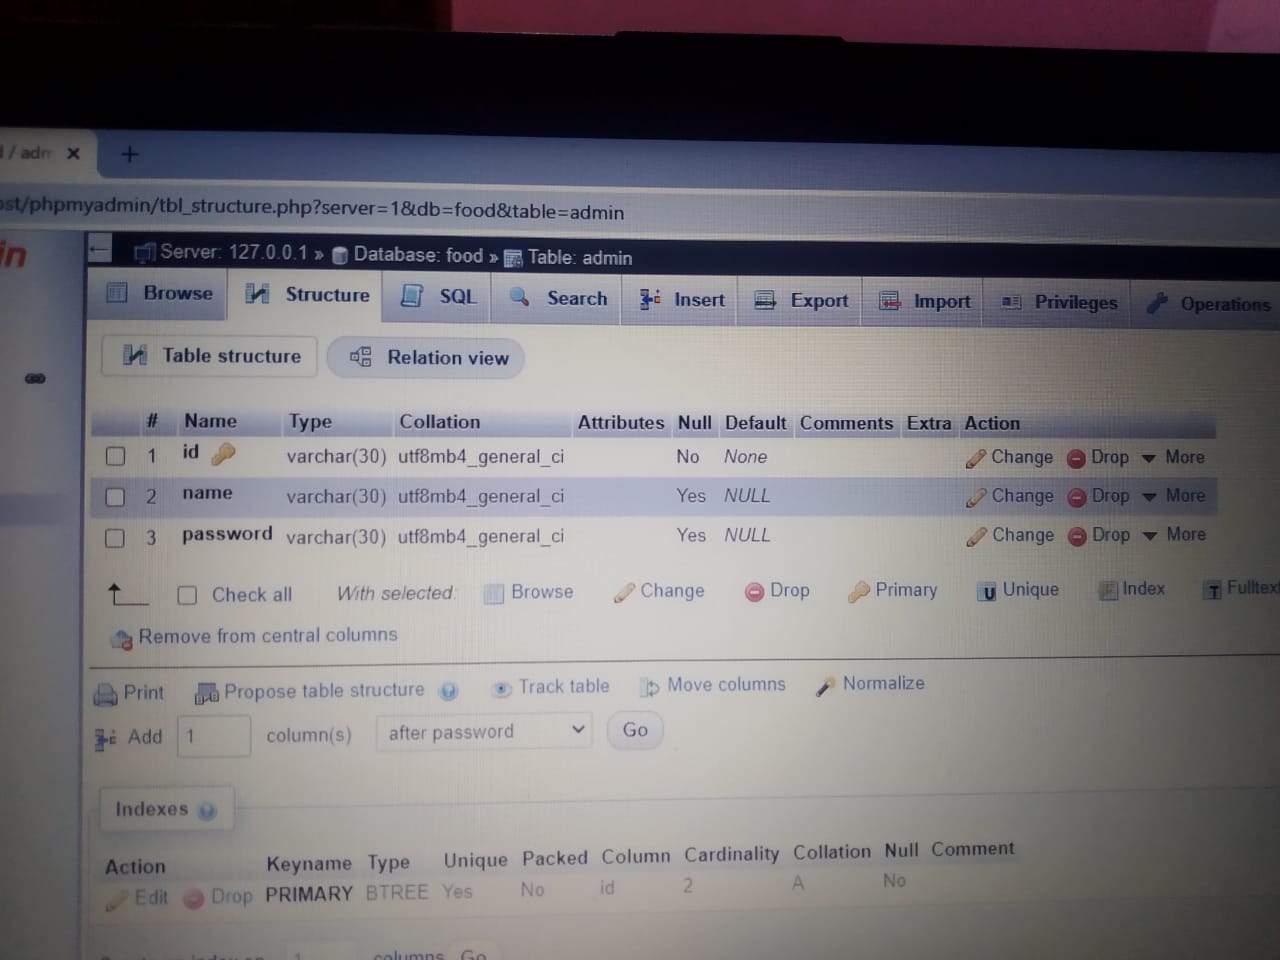 / adm
ost/phpmyadmin/tbl_structure.php?server=1&db=food&table=admin
in
Server: 127.0.0.1 » Database: food » Table: admin
Browse Structure SQL Search Insert Export Import Privileges Operations
Table structure Relation view
# Name Type Collation Attributes Null Default Comments Extra Action
1 id varchar(30) utf8mb4_general_ci No None Change Drop More
2 name varchar(30) utf8mb4_general_ci Yes NULL Change Drop More
3 password varchar(30) utf8mb4_general_ci Yes NULL Change Drop More
Check all With selected: Browse Change Drop Primary Unique Index Fulltext
Remove from central columns
Print Propose table structure Track table Move columns Normalize
Add 1 column(s) after password Go
Indexes
Action Keyname Type Unique Packed Column Cardinality Collation Null Comment
Edit Drop PRIMARY BTREE Yes No id 2 A No
1 columns Go